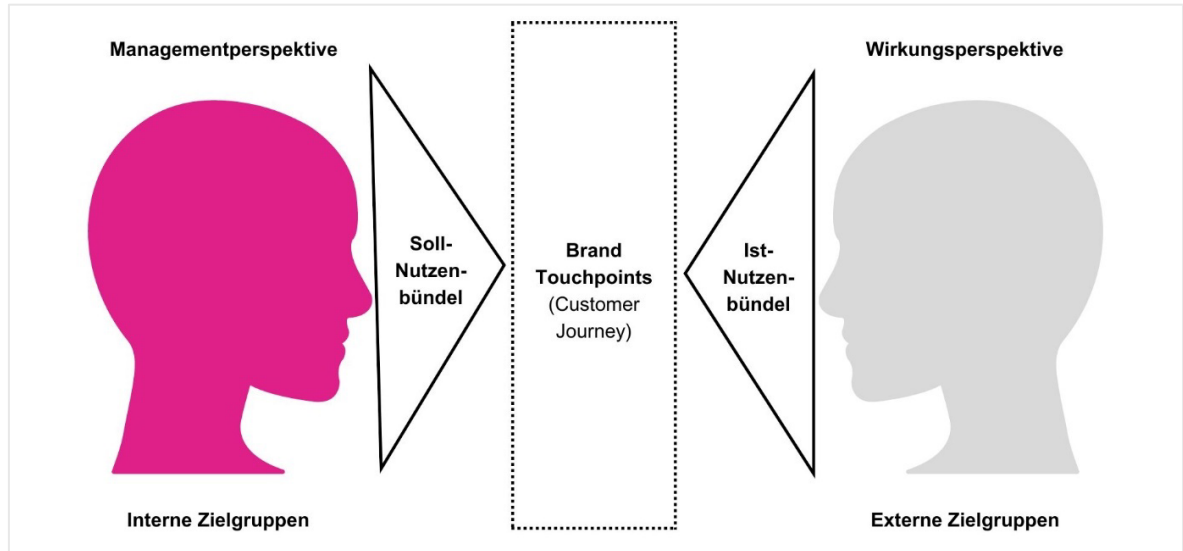 Managementperspektive
Wirkungsperspektive
Soll-
Nutzen-
bündel
Brand
Touchpoints
(Customer
Journey)
Ist-
Nutzen-
bündel
Interne Zielgruppen
Externe Zielgruppen